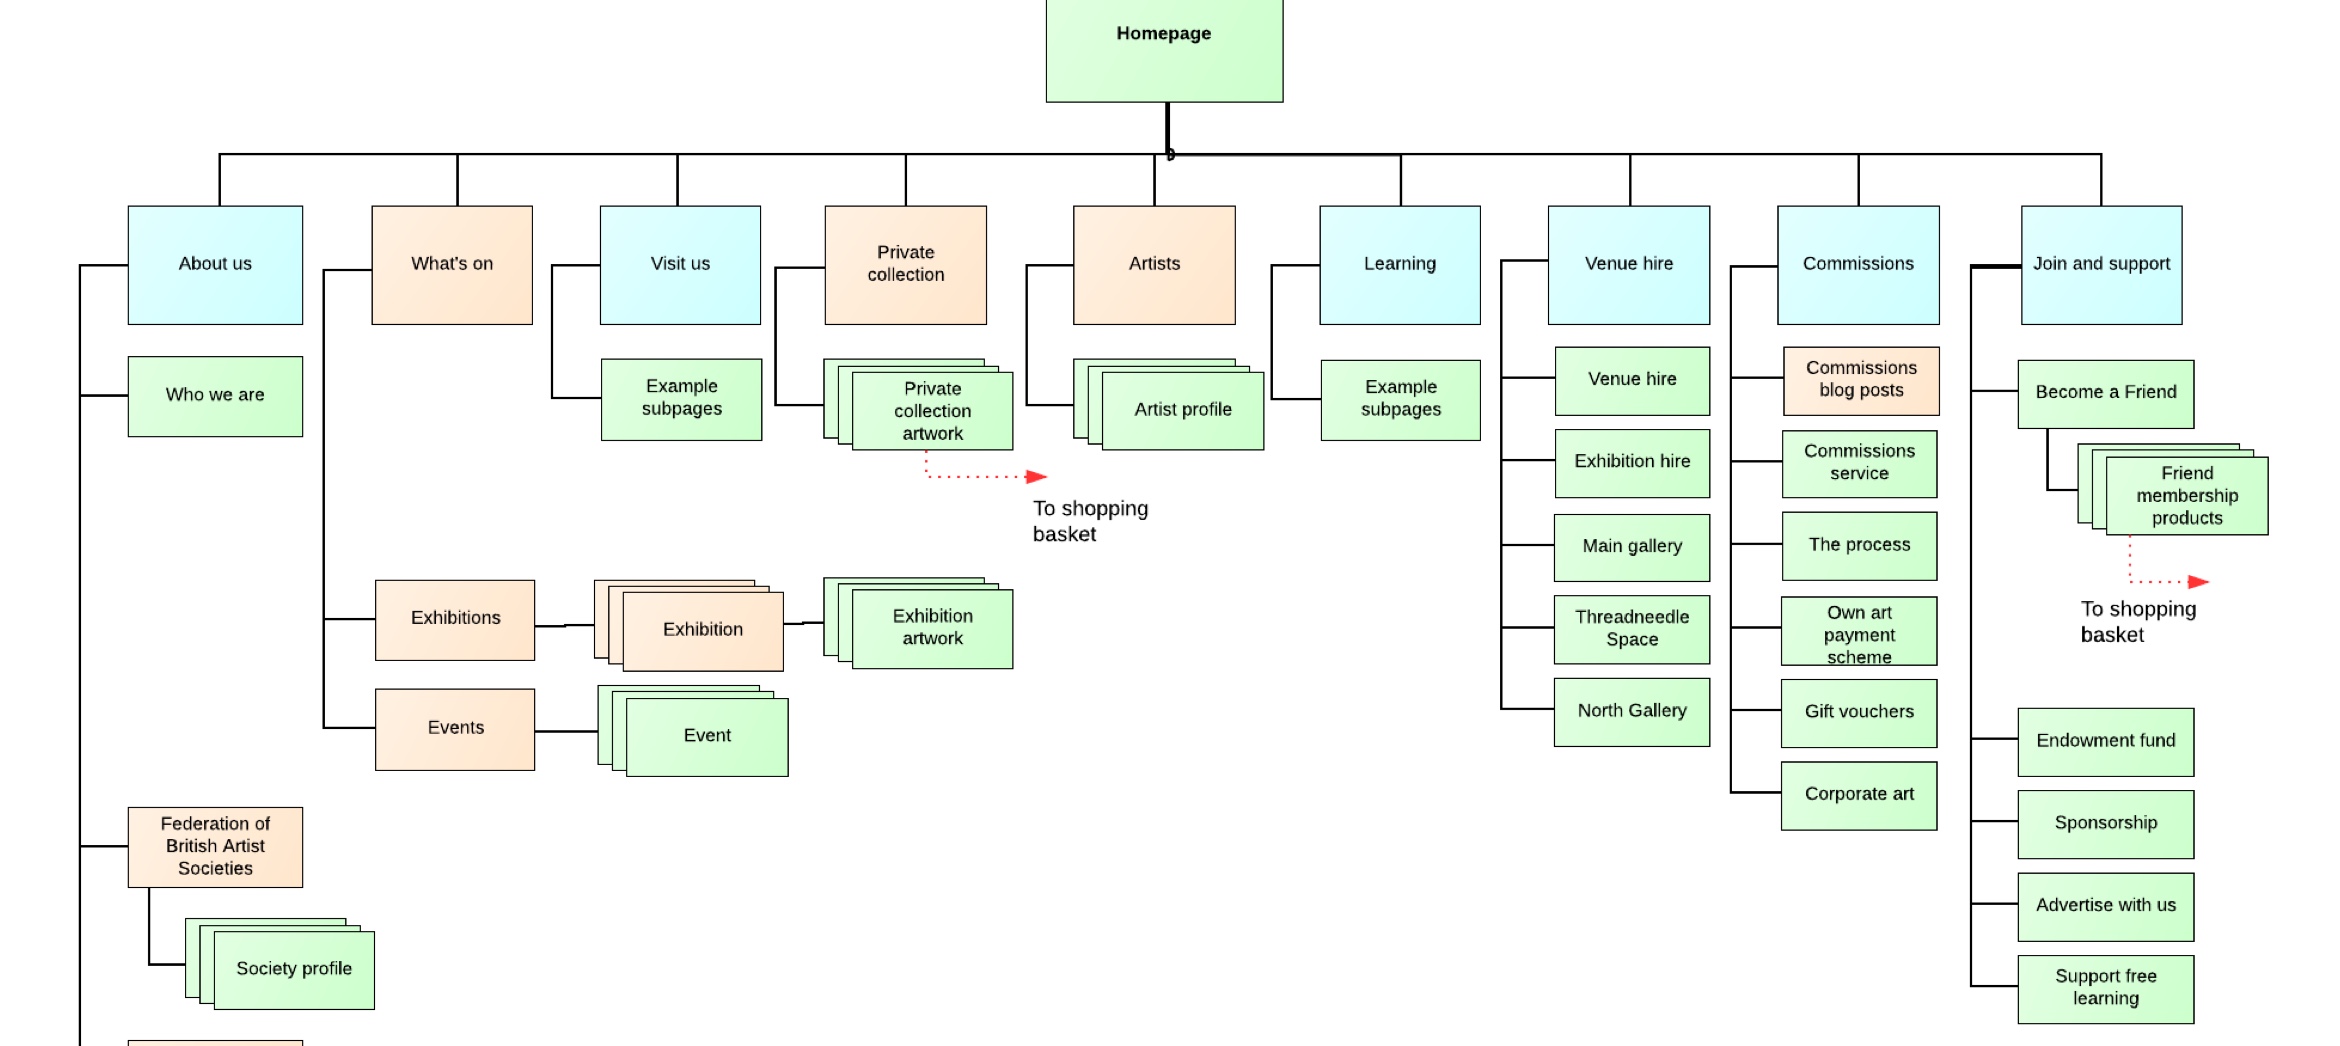 Homepage
About us
What's on
Visit us
Private
collection
Artists
Learning
Venue hire
Commissions
Join and support
Who we are
Example
subpages
Private
collection
artwork
Artist profile
Example
subpages
Venue hire
Commissions
blog posts
Become a Friend
Exhibition hire
Commissions
service
Friend
membership
products
To shopping
basket
Main gallery
The process
Exhibitions
Exhibition
Exhibition
artwork
Threadneedle
Space
Own art
payment
scheme
To shopping
basket
Events
Event
North Gallery
Gift vouchers
Endowment fund
Corporate art
Federation of
British Artist
Societies
Sponsorship
Advertise with us
Society profile
Support free
learning